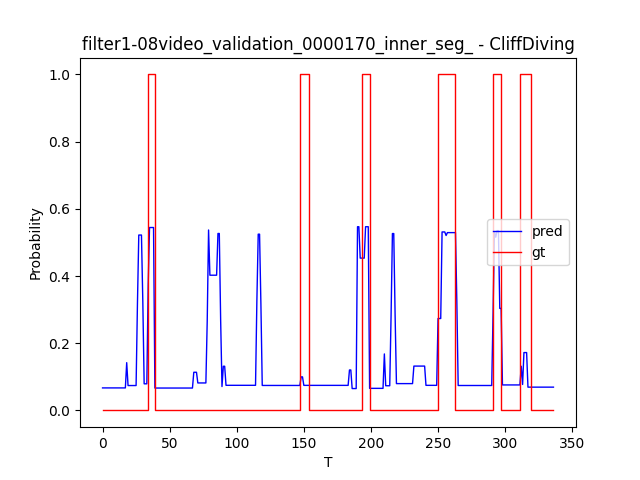 filter1-08video_validation_0000170_inner_seg_ - CliffDiving
1.0
0.8
0.6
0.4
0.2
0.0
Probability
pred
gt
0 50 100 150 200 250 300 350
T